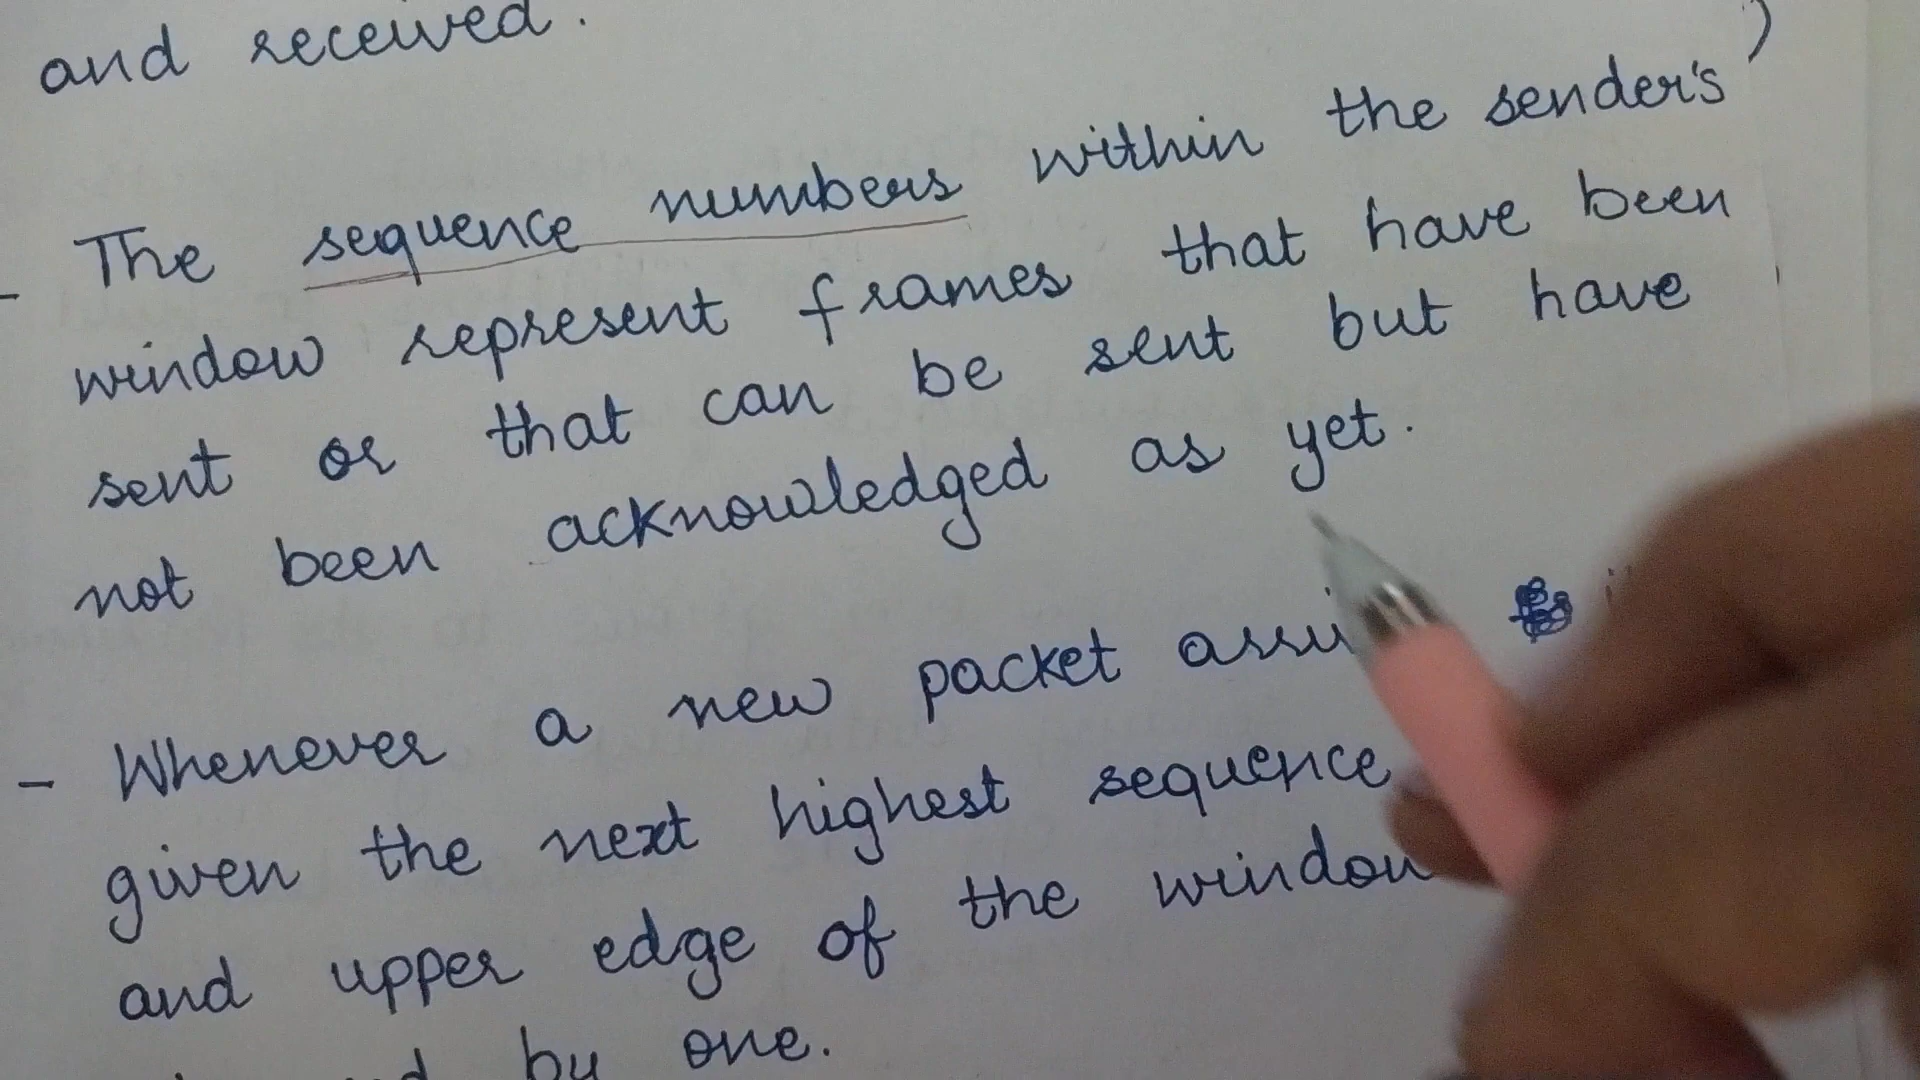 and received.
- The sequence numbers within the sender's
window represent frames that have been
sent or that can be sent but have
not been acknowledged as yet.
- Whenever a new packet
given the next highest sequence
and upper edge of the window
by one.